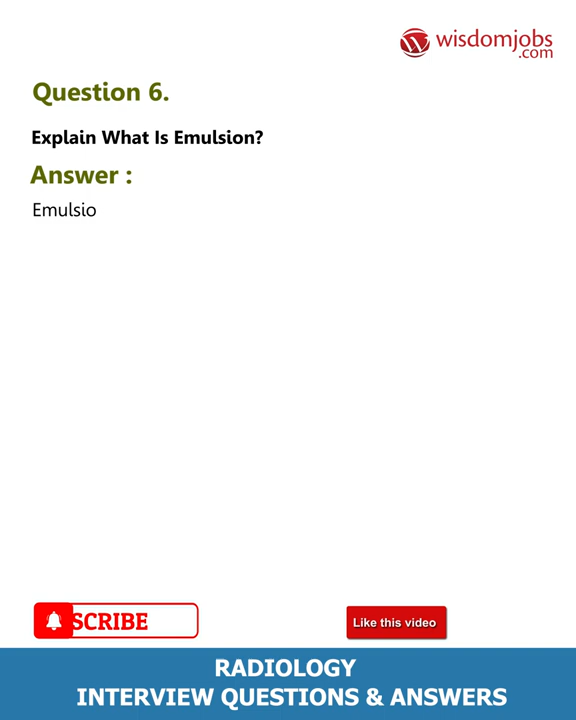 wisdomjobs
.com
Question 6.
Explain What Is Emulsion?
Answer :
Emulsio
SCRIBE
Like this video
RADIOLOGY
INTERVIEW QUESTIONS & ANSWERS